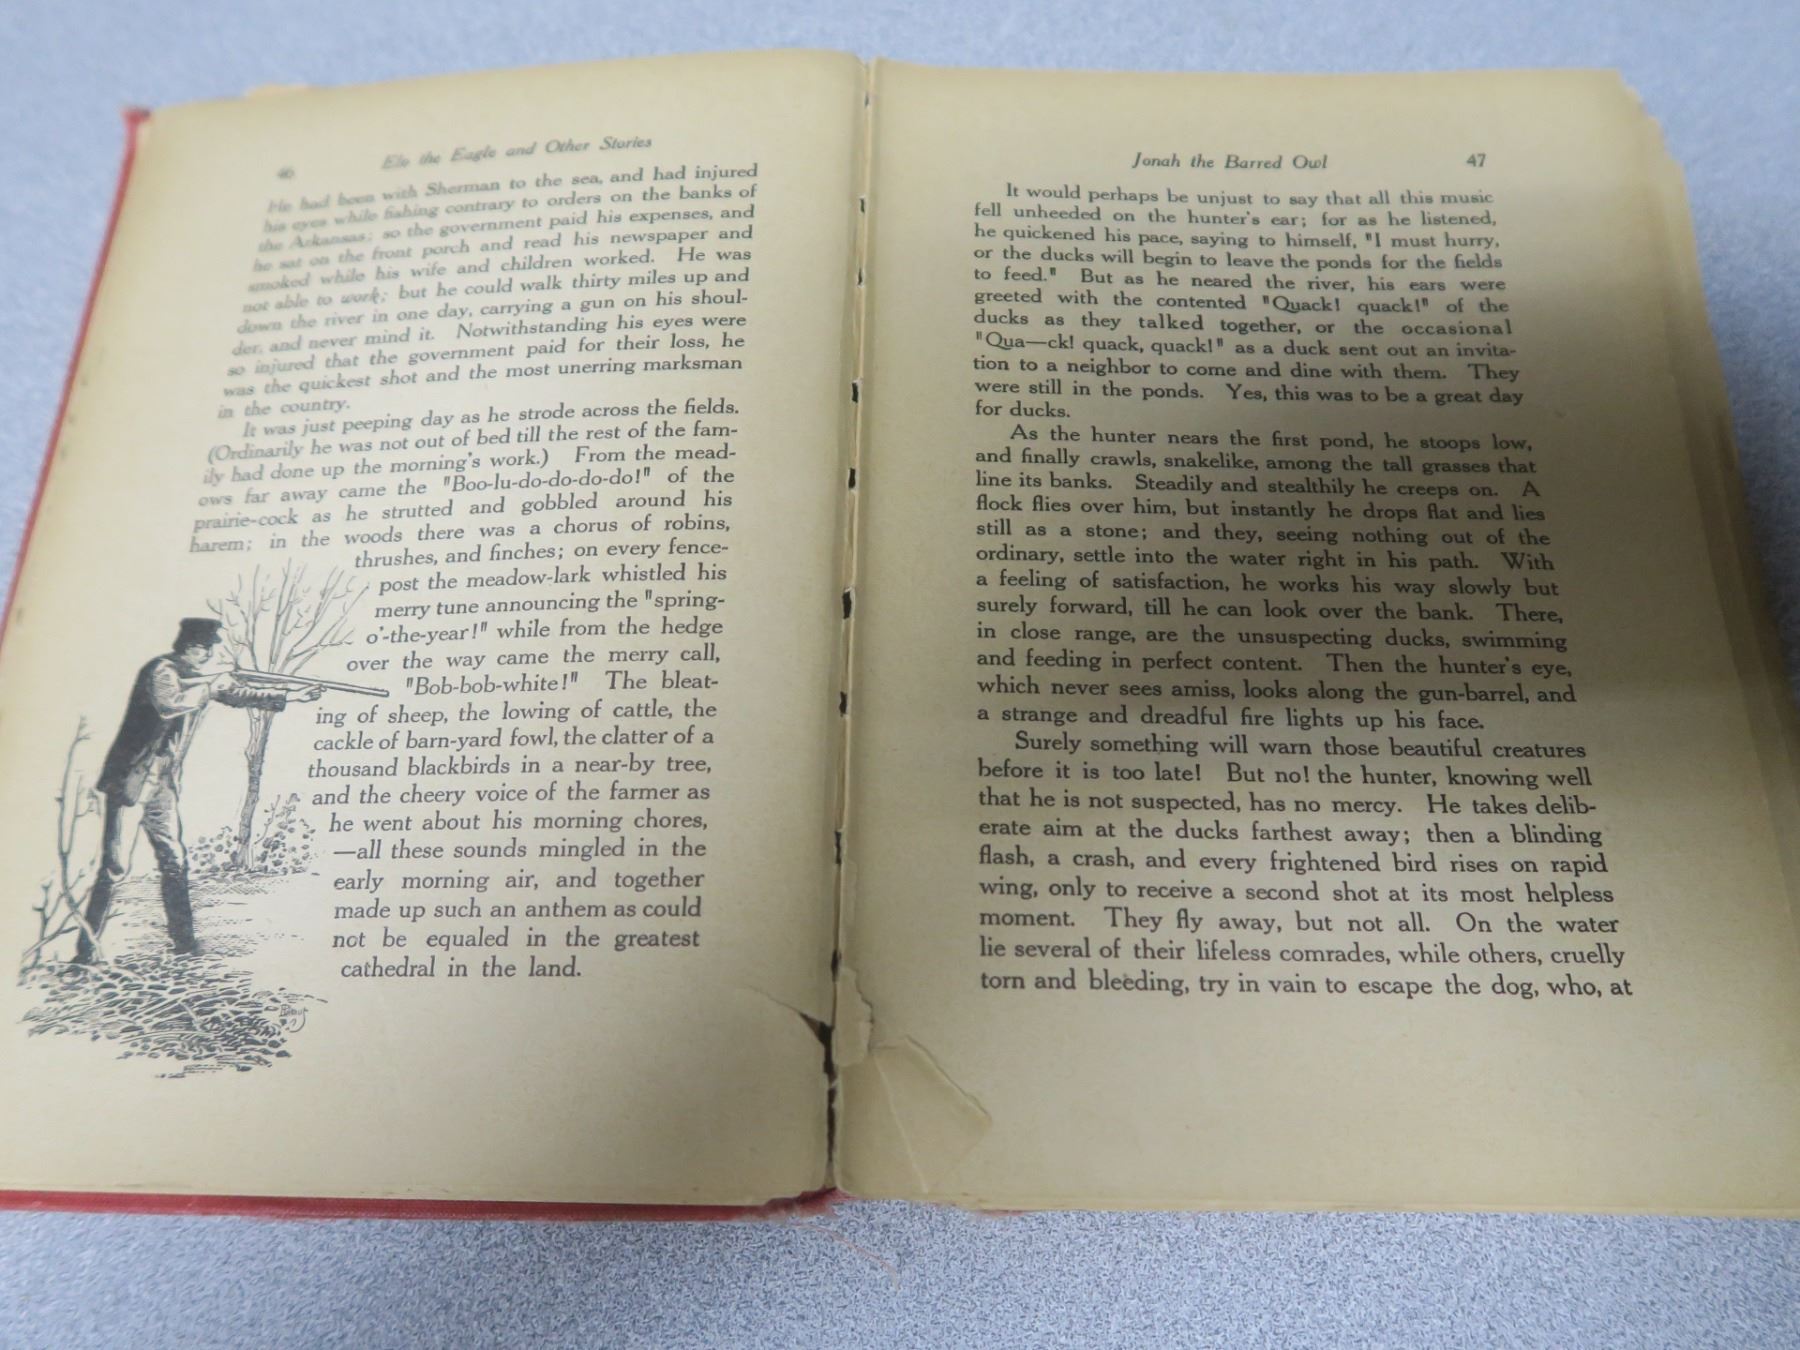 46 Elo the Eagle and Other Stories
He had been with Sherman to the sea, and had injured
his eyes while fishing contrary to orders on the banks of
the Arkansas; so the government paid his expenses, and
he sat on the front porch and read his newspaper and
smoked while his wife and children worked. He was
not able to work; but he could walk thirty miles up and
down the river in one day, carrying a gun on his shoul-
der, and never mind it. Notwithstanding his eyes were
so injured that the government paid for their loss, he
was the quickest shot and the most unerring marksman
in the country.
It was just peeping day as he strode across the fields.
(Ordinarily he was not out of bed till the rest of the fam-
ily had done up the morning's work.) From the mead-
ows far away came the "Boo-lu-do-do-do-do!" of the
prairie-cock as he strutted and gobbled around his
harem; in the woods there was a chorus of robins,
thrushes, and finches; on every fence-
post the meadow-lark whistled his
merry tune announcing the "spring-
o'-the-year!" while from the hedge
over the way came the merry call,
"Bob-bob-white!" The bleat-
ing of sheep, the lowing of cattle, the
cackle of barn-yard fowl, the clatter of a
thousand blackbirds in a near-by tree,
and the cheery voice of the farmer as
he went about his morning chores,
—all these sounds mingled in the
early morning air, and together
made up such an anthem as could
not be equaled in the greatest
cathedral in the land.
Jonah the Barred Owl 47
It would perhaps be unjust to say that all this music
fell unheeded on the hunter's ear; for as he listened,
he quickened his pace, saying to himself, "I must hurry,
or the ducks will begin to leave the ponds for the fields
to feed." But as he neared the river, his ears were
greeted with the contented "Quack! quack!" of the
ducks as they talked together, or the occasional
"Qua—ck! quack, quack!" as a duck sent out an invita-
tion to a neighbor to come and dine with them. They
were still in the ponds. Yes, this was to be a great day
for ducks.
As the hunter nears the first pond, he stoops low,
and finally crawls, snakelike, among the tall grasses that
line its banks. Steadily and stealthily he creeps on. A
flock flies over him, but instantly he drops flat and lies
still as a stone; and they, seeing nothing out of the
ordinary, settle into the water right in his path. With
a feeling of satisfaction, he works his way slowly but
surely forward, till he can look over the bank. There,
in close range, are the unsuspecting ducks, swimming
and feeding in perfect content. Then the hunter's eye,
which never sees amiss, looks along the gun-barrel, and
a strange and dreadful fire lights up his face.
Surely something will warn those beautiful creatures
before it is too late! But no! the hunter, knowing well
that he is not suspected, has no mercy. He takes delib-
erate aim at the ducks farthest away; then a blinding
flash, a crash, and every frightened bird rises on rapid
wing, only to receive a second shot at its most helpless
moment. They fly away, but not all. On the water
lie several of their lifeless comrades, while others, cruelly
torn and bleeding, try in vain to escape the dog, who, at